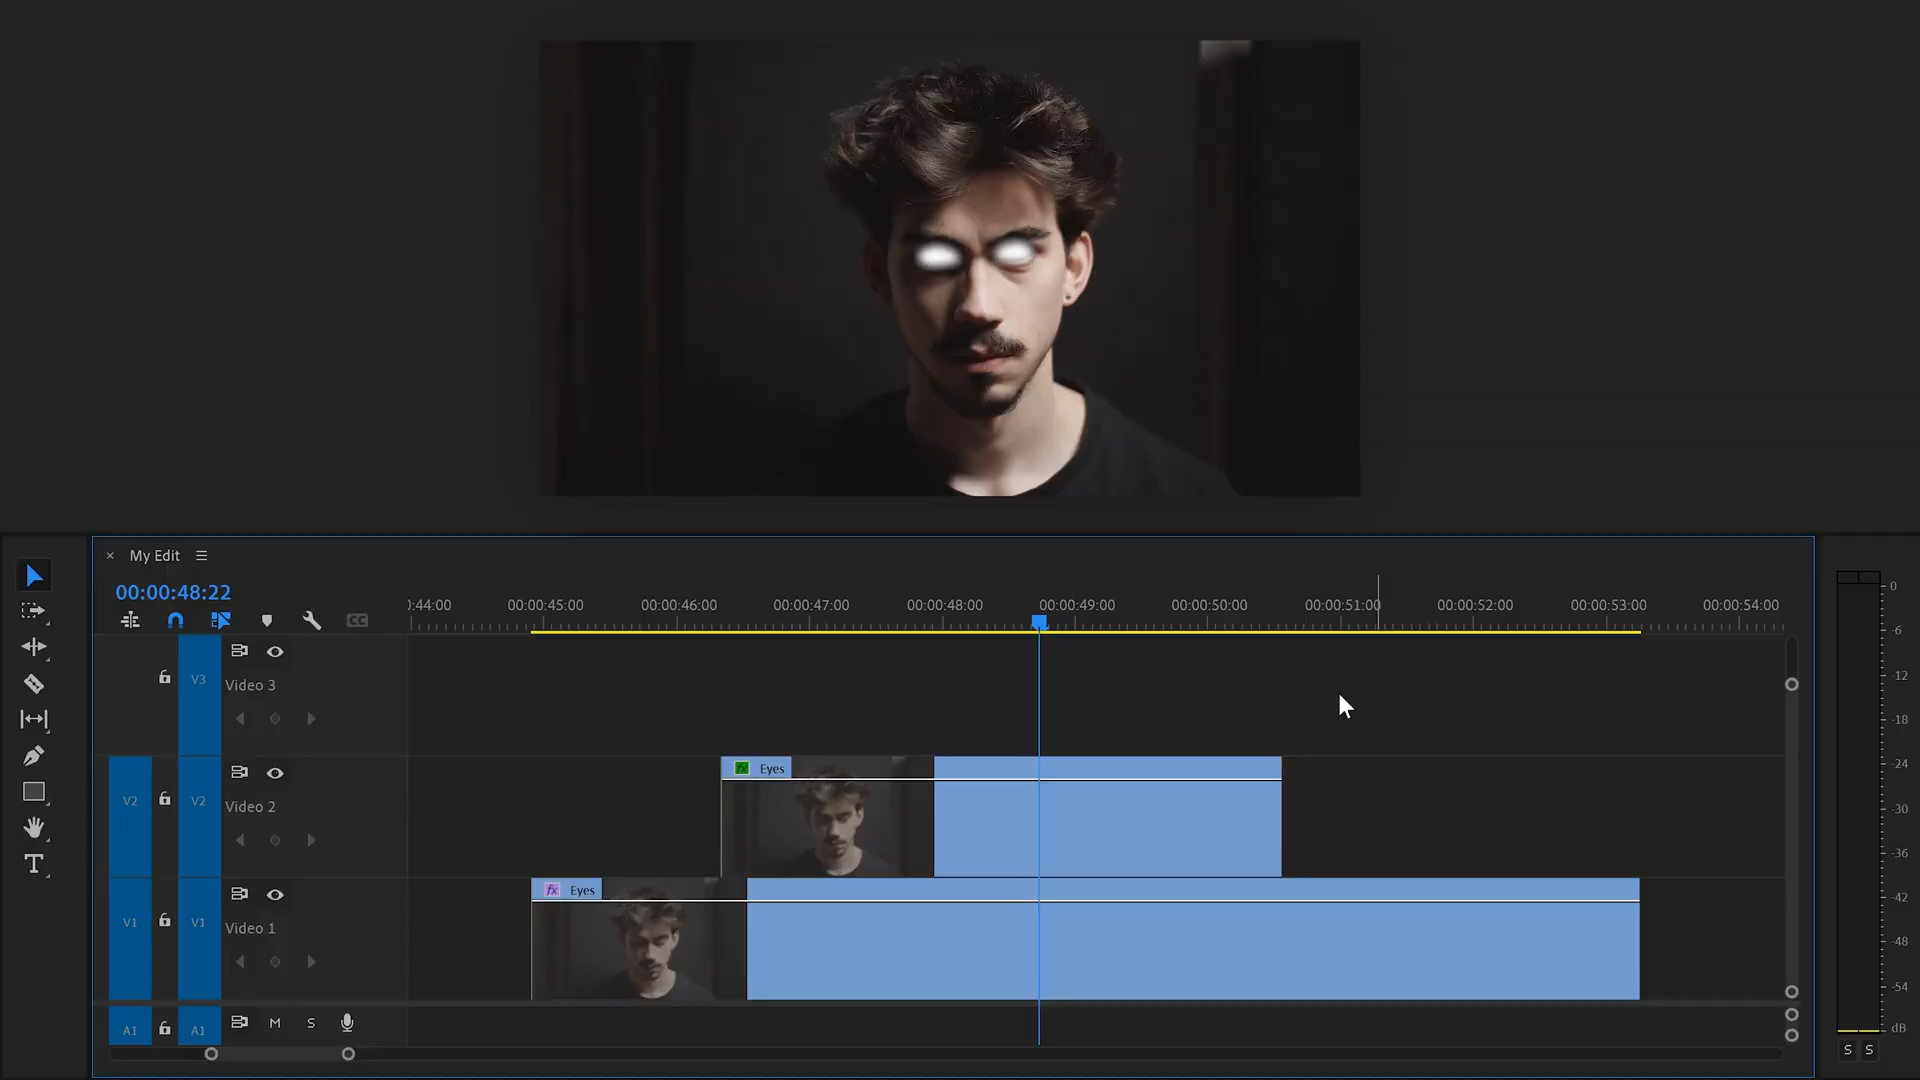 × My Edit
00:00:48:22
):44:00 00:00:45:00 00:00:46:00 00:00:47:00 00:00:48:00 00:00:49:00 00:00:50:00 00:00:51:00 00:00:52:00 00:00:53:00 00:00:54:00
CC
V3 Video 3
V2 V2 Video 2
fx Eyes
V1 V1 Video 1
fx Eyes
A1 A1 M S
T
0
-6
-12
-18
-24
-30
-36
-42
-48
-54
dB
S S